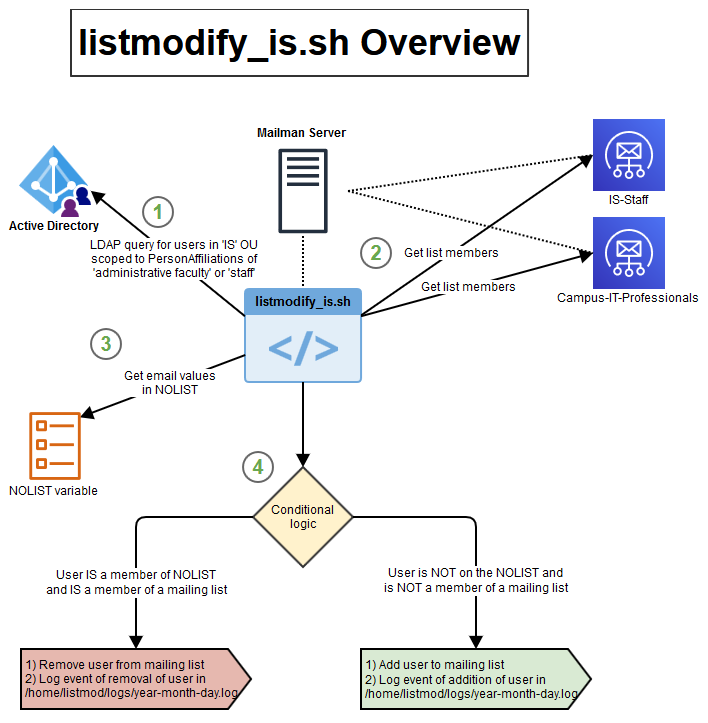 listmodify_is.sh Overview
Mailman Server
Active Directory
1
LDAP query for users in 'IS' OU
scoped to PersonAffiliations of
'administrative faculty' or 'staff'
IS-Staff
2
Get list members
Get list members
Campus-IT-Professionals
listmodify_is.sh
</>
3
Get email values
in NOLIST
NOLIST variable
4
Conditional
logic
User IS a member of NOLIST
and IS a member of a mailing list
User is NOT on the NOLIST and
is NOT a member of a mailing list
1) Remove user from mailing list
2) Log event of removal of user in
/home/listmod/logs/year-month-day.log
1) Add user to mailing list
2) Log event of addition of user in
/home/listmod/logs/year-month-day.log